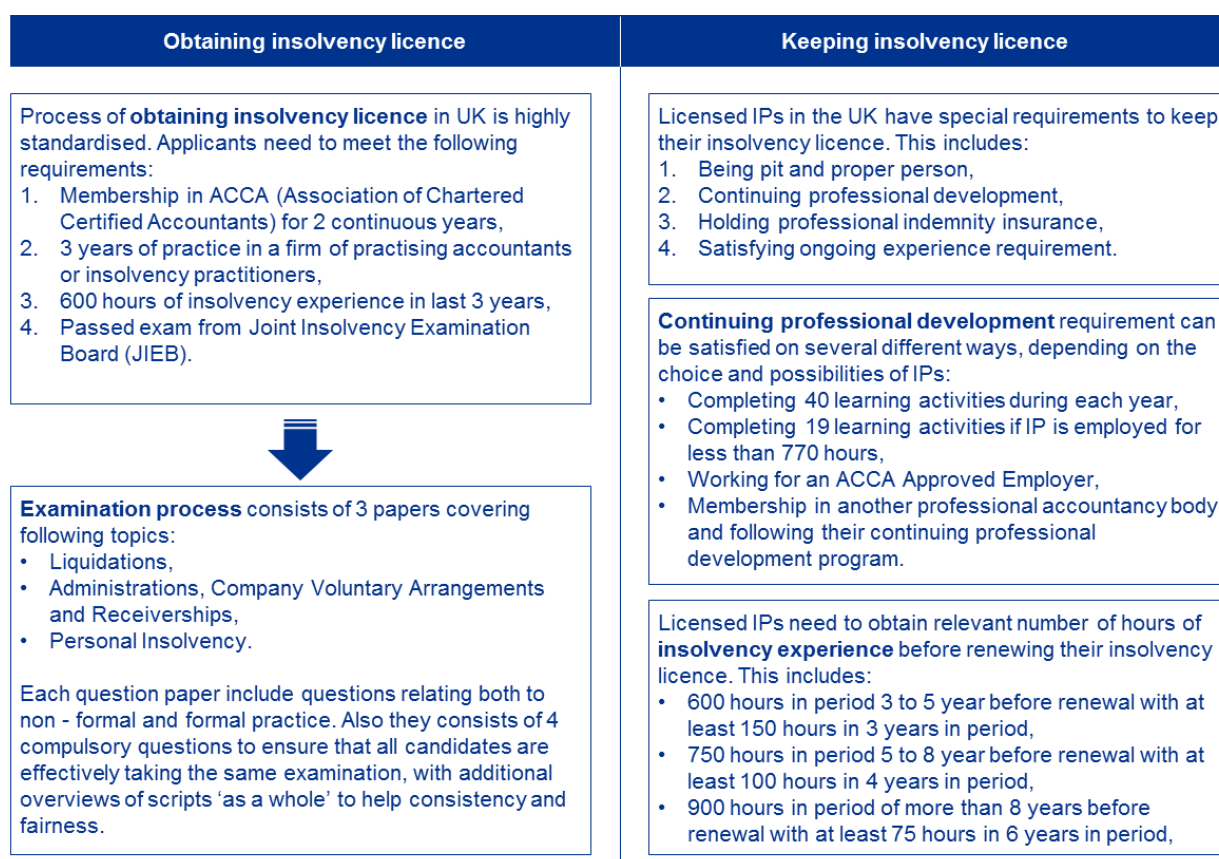 Obtaining insolvency licence
Process of obtaining insolvency licence in UK is highly
standardised. Applicants need to meet the following
requirements:
1. Membership in ACCA (Association of Chartered
Certified Accountants) for 2 continuous years,
2. 3 years of practice in a firm of practising accountants
or insolvency practitioners,
3. 600 hours of insolvency experience in last 3 years,
4. Passed exam from Joint Insolvency Examination
Board (JIEB).
Examination process consists of 3 papers covering
following topics:
• Liquidations,
• Administrations, Company Voluntary Arrangements
and Receiverships,
• Personal Insolvency.
Each question paper include questions relating both to
non - formal and formal practice. Also they consists of 4
compulsory questions to ensure that all candidates are
effectively taking the same examination, with additional
overviews of scripts ‘as a whole’ to help consistency and
fairness.
Keeping insolvency licence
Licensed IPs in the UK have special requirements to keep
their insolvency licence. This includes:
1. Being pit and proper person,
2. Continuing professional development,
3. Holding professional indemnity insurance,
4. Satisfying ongoing experience requirement.
Continuing professional development requirement can
be satisfied on several different ways, depending on the
choice and possibilities of IPs:
• Completing 40 learning activities during each year,
• Completing 19 learning activities if IP is employed for
less than 770 hours,
• Working for an ACCA Approved Employer,
• Membership in another professional accountancy body
and following their continuing professional
development program.
Licensed IPs need to obtain relevant number of hours of
insolvency experience before renewing their insolvency
licence. This includes:
• 600 hours in period 3 to 5 year before renewal with at
least 150 hours in 3 years in period,
• 750 hours in period 5 to 8 year before renewal with at
least 100 hours in 4 years in period,
• 900 hours in period of more than 8 years before
renewal with at least 75 hours in 6 years in period,